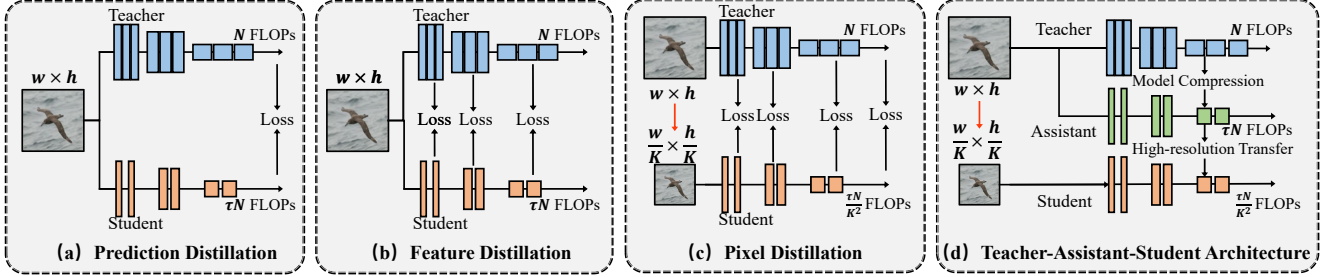 Teacher
N FLOPs
w × h
Loss
τN FLOPs
Student
(a) Prediction Distillation
Teacher
N FLOPs
w × h
Loss Loss Loss
τN FLOPs
Student
(b) Feature Distillation
Teacher
N FLOPs
w × h
Loss Loss Loss Loss
w/K × h/K
τN/K² FLOPs
Student
(c) Pixel Distillation
Teacher
N FLOPs
w × h
Model Compression
Assistant
τN FLOPs
w/K × h/K
High-resolution Transfer
Student
τN/K² FLOPs
(d) Teacher-Assistant-Student Architecture